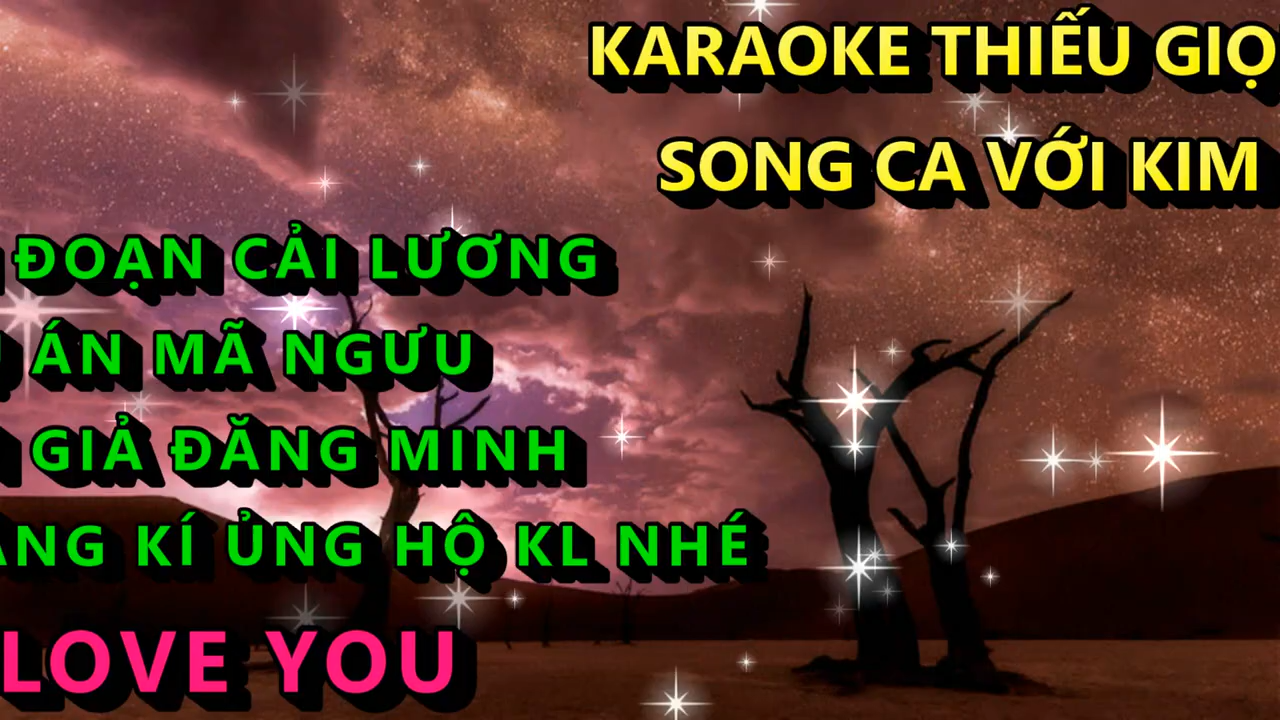 KARAOKE THIẾU GIỌ
SONG CA VỚI KIM
ĐOẠN CẢI LƯƠNG
ÁN MÃ NGƯU
GIẢ ĐĂNG MINH
ĂNG KÍ ỦNG HỘ KL NHÉ
LOVE YOU